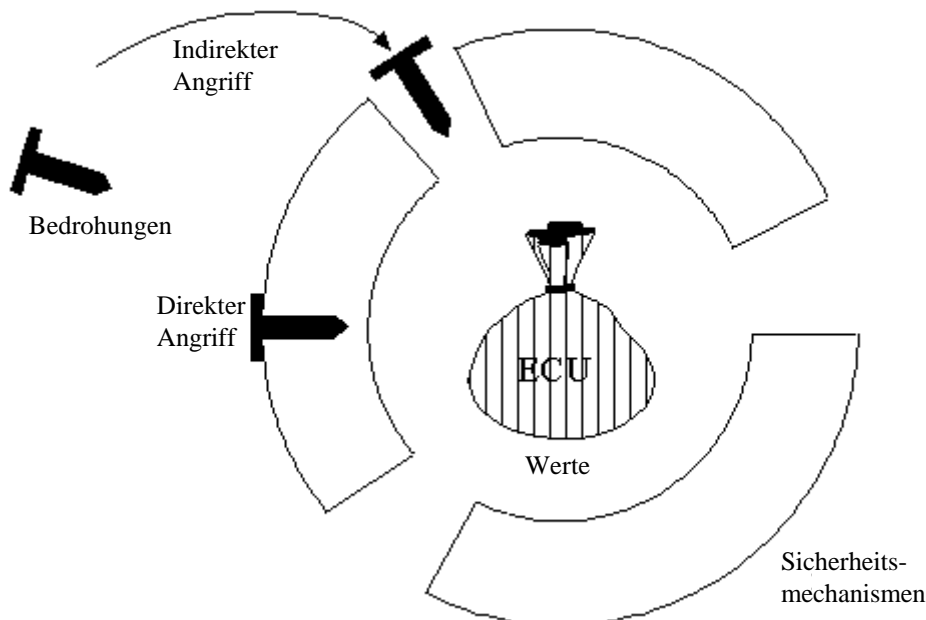 Indirekter
Angriff
Bedrohungen
Direkter
Angriff
ECU
Werte
Sicherheits-
mechanismen